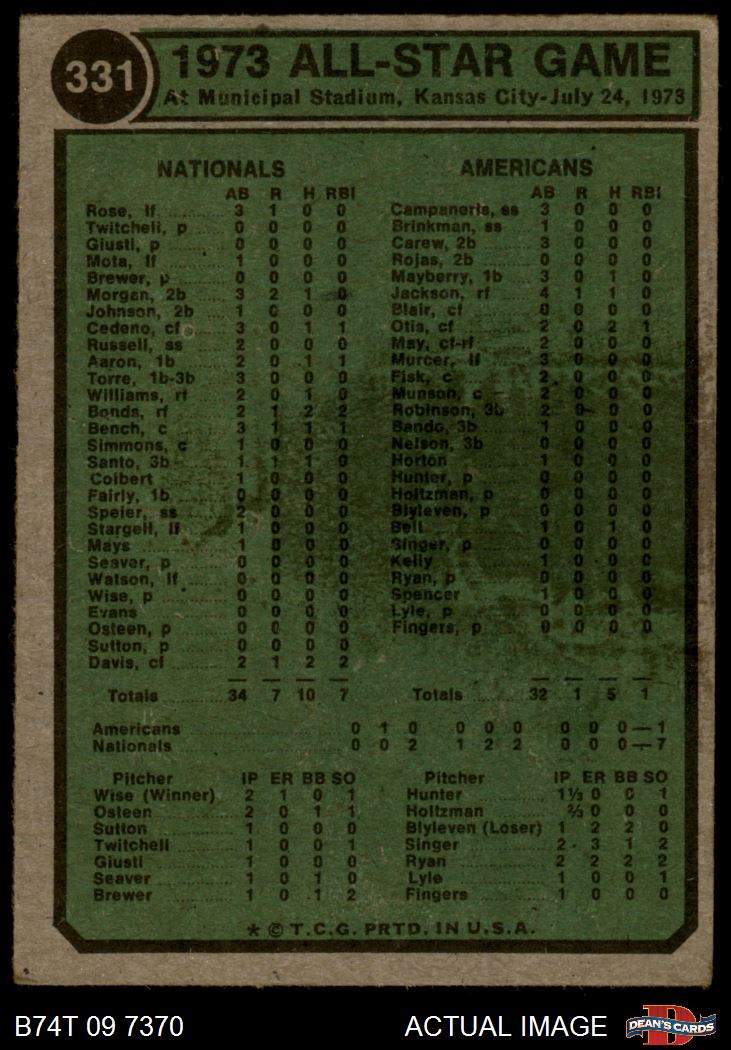 331
1973 ALL-STAR GAME
At Municipal Stadium, Kansas City-July 24, 1973
NATIONALS
AB R H RBI
Rose, lf 3 1 0 0
Twitchell, p 0 0 0 0
Giusti, p 0 0 0 0
Mota, lf 1 0 0 0
Brewer, p 0 0 0 0
Morgan, 2b 3 2 1 0
Johnson, 2b 1 0 0 0
Cedeno, cf 3 0 1 1
Russell, ss 2 0 0 0
Aaron, 1b 2 0 1 1
Torre, 1b-3b 3 0 0 0
Williams, rf 2 0 1 0
Bonds, rf 2 1 2 2
Bench, c 3 1 1 1
Simmons, c 1 0 0 0
Santo, 3b 1 1 1 0
Colbert 1 0 0 0
Fairly, 1b 0 0 0 0
Speier, ss 2 0 0 0
Stargell, lf 1 0 0 0
Mays 1 0 0 0
Seaver, p 0 0 0 0
Watson, lf 0 0 0 0
Wise, p 0 0 0 0
Evans 0 0 0 0
Osteen, p 0 0 0 0
Sutton, p 0 0 0 0
Davis, cf 2 1 2 2
Totals 34 7 10 7
AMERICANS
AB R H RBI
Campaneris, ss 3 0 0 0
Brinkman, ss 1 0 0 0
Carew, 2b 3 0 0 0
Rojas, 2b 0 0 0 0
Mayberry, 1b 3 0 1 0
Jackson, rf 4 1 1 0
Blair, cf 0 0 0 0
Otis, cf 2 0 2 1
May, cf-rf 2 0 0 0
Murcer, lf 3 0 0 0
Fisk, c 2 0 0 0
Munson, c 2 0 0 0
Robinson, 3b 2 0 0 0
Bando, 3b 1 0 0 0
Nelson, 3b 0 0 0 0
Horton 1 0 0 0
Hunter, p 0 0 0 0
Holtzman, p 0 0 0 0
Blyleven, p 0 0 0 0
Bell 1 0 1 0
Singer, p 0 0 0 0
Kelly 1 0 0 0
Ryan, p 0 0 0 0
Spencer 1 0 0 0
Lyle, p 0 0 0 0
Fingers, p 0 0 0 0
Totals 32 1 5 1
Americans 0 1 0 0 0 0 0 0 0—1
Nationals 0 0 2 1 2 2 0 0 0—7
Pitcher IP ER BB SO
Wise (Winner) 2 1 0 1
Osteen 2 0 1 1
Sutton 1 0 0 0
Twitchell 1 0 0 1
Giusti 1 0 0 0
Seaver 1 0 1 0
Brewer 1 0 1 2
Pitcher IP ER BB SO
Hunter 1⅓ 0 0 1
Holtzman ⅔ 0 0 0
Blyleven (Loser) 1 2 2 0
Singer 2 3 1 2
Ryan 2 2 2 2
Lyle 1 0 0 1
Fingers 1 0 0 0
* © T.C.G. PRTD. IN U.S.A.
B74T 09 7370
ACTUAL IMAGE
D
DEAN'S CARDS